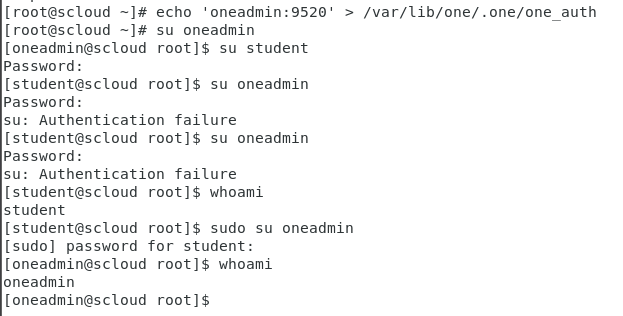 [root@scloud ~]# echo 'oneadmin:9520' > /var/lib/one/.one/one_auth
[root@scloud ~]# su oneadmin
[oneadmin@scloud root]$ su student
Password:
[student@scloud root]$ su oneadmin
Password:
su: Authentication failure
[student@scloud root]$ su oneadmin
Password:
su: Authentication failure
[student@scloud root]$ whoami
student
[student@scloud root]$ sudo su oneadmin
[sudo] password for student:
[oneadmin@scloud root]$ whoami
oneadmin
[oneadmin@scloud root]$